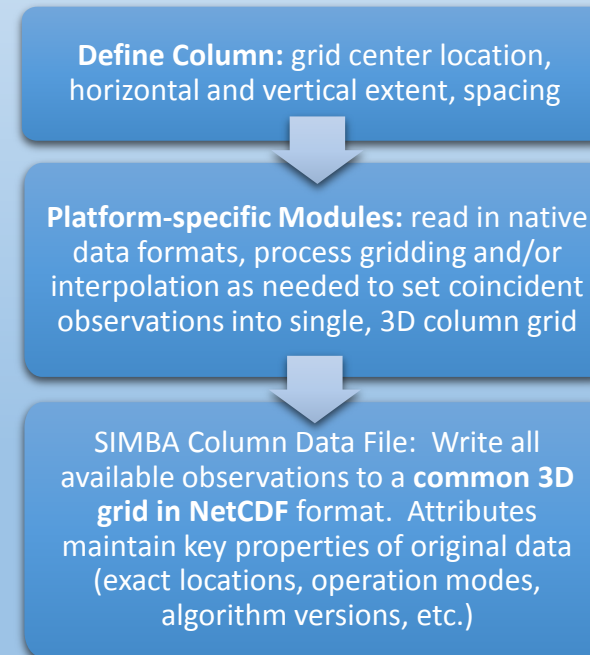 Define Column: grid center location,
horizontal and vertical extent, spacing
Platform-specific Modules: read in native
data formats, process gridding and/or
interpolation as needed to set coincident
observations into single, 3D column grid
SIMBA Column Data File:  Write all
available observations to a common 3D
grid in NetCDF format.  Attributes
maintain key properties of original data
(exact locations, operation modes,
algorithm versions, etc.)